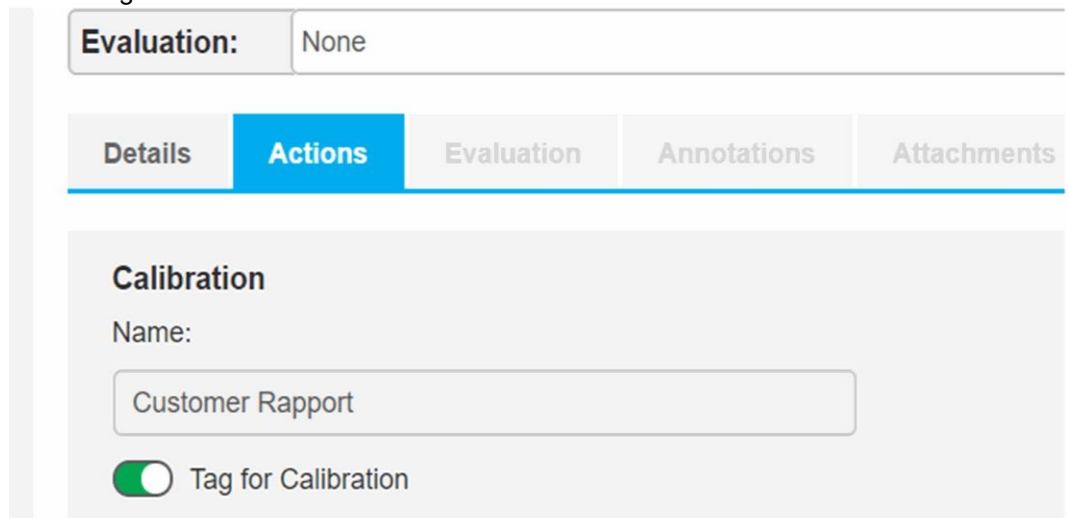 Evaluation: None
Details Actions Evaluation Annotations Attachments
Calibration
Name:
Customer Rapport
Tag for Calibration